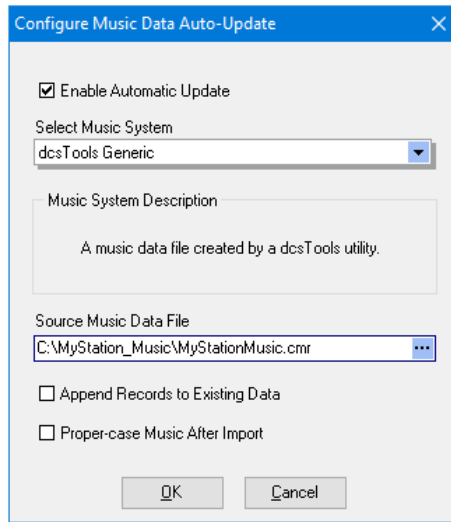 Configure Music Data Auto-Update
Enable Automatic Update
Select Music System
dcsTools Generic
Music System Description
A music data file created by a dcsTools utility.
Source Music Data File
C:\MyStation_Music\MyStationMusic.cmr
...
Append Records to Existing Data
Proper-case Music After Import
OK Cancel